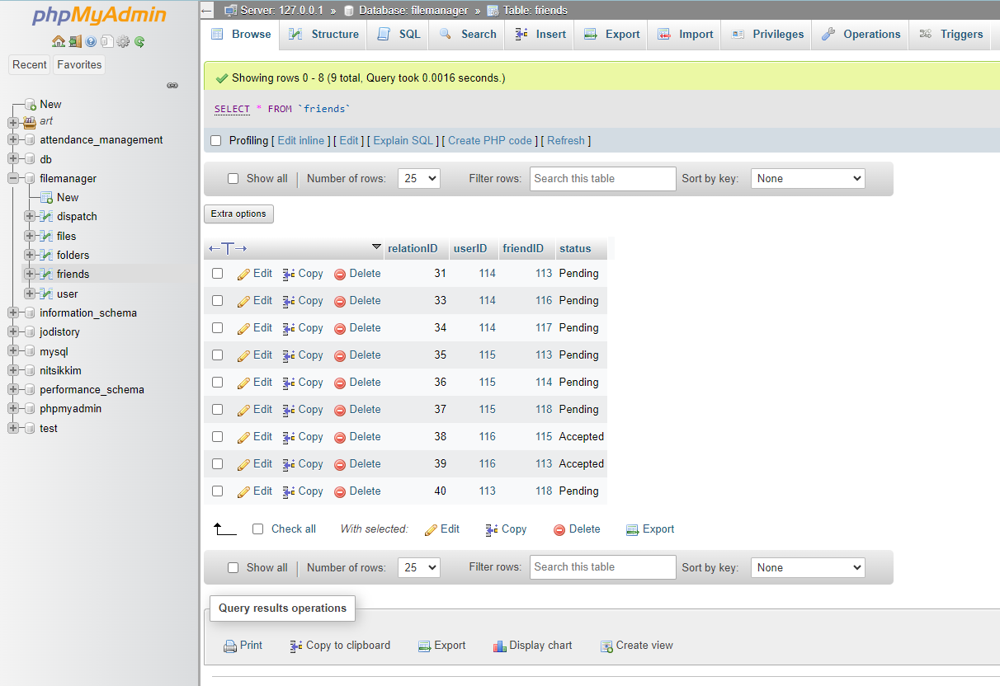 phpMyAdmin
Recent Favorites
New
art
attendance_management
db
filemanager
New
dispatch
files
folders
friends
user
information_schema
jodistory
mysql
nitsikkim
performance_schema
phpmyadmin
test
Server: 127.0.0.1 » Database: filemanager » Table: friends
Browse Structure SQL Search Insert Export Import Privileges Operations Triggers
Showing rows 0 - 8 (9 total, Query took 0.0016 seconds.)
SELECT * FROM `friends`
Profiling [ Edit inline ] [ Edit ] [ Explain SQL ] [ Create PHP code ] [ Refresh ]
Show all | Number of rows: 25 Filter rows: Search this table Sort by key: None
Extra options
←T→ relationID userID friendID status
Edit Copy Delete 31 114 113 Pending
Edit Copy Delete 33 114 116 Pending
Edit Copy Delete 34 114 117 Pending
Edit Copy Delete 35 115 113 Pending
Edit Copy Delete 36 115 114 Pending
Edit Copy Delete 37 115 118 Pending
Edit Copy Delete 38 116 115 Accepted
Edit Copy Delete 39 116 113 Accepted
Edit Copy Delete 40 113 118 Pending
Check all With selected: Edit Copy Delete Export
Show all | Number of rows: 25 Filter rows: Search this table Sort by key: None
Query results operations
Print Copy to clipboard Export Display chart Create view